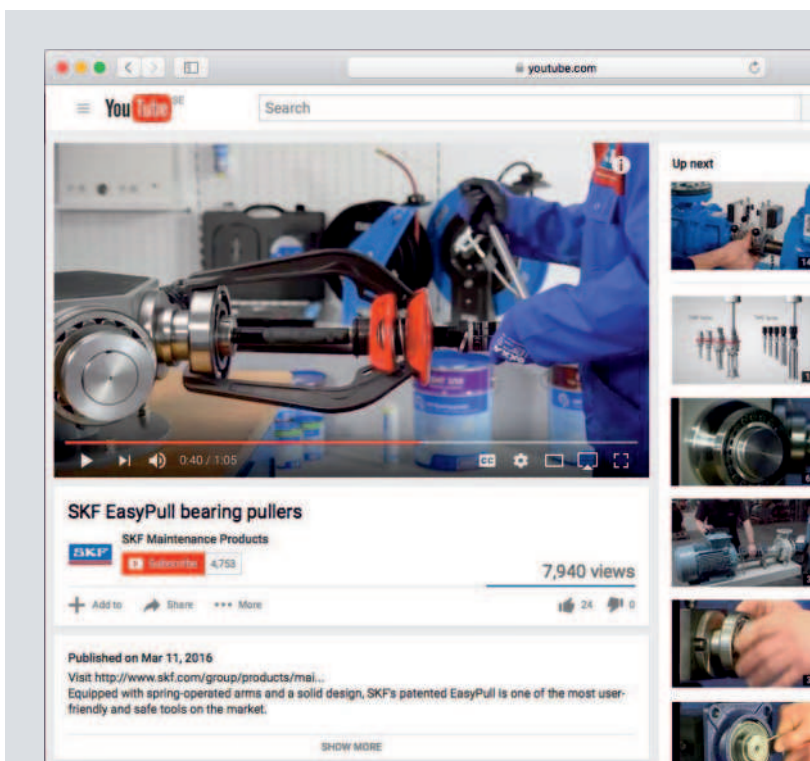 youtube.com
YouTube BE
Search
Up next
0:40 / 1:05
CC
SKF EasyPull bearing pullers
SKF
SKF Maintenance Products
Subscribe 4,753
7,940 views
Add to Share ••• More
24 0
Published on Mar 11, 2016
Visit http://www.skf.com/group/products/mai...
Equipped with spring-operated arms and a solid design, SKF's patented EasyPull is one of the most user-
friendly and safe tools on the market.
SHOW MORE